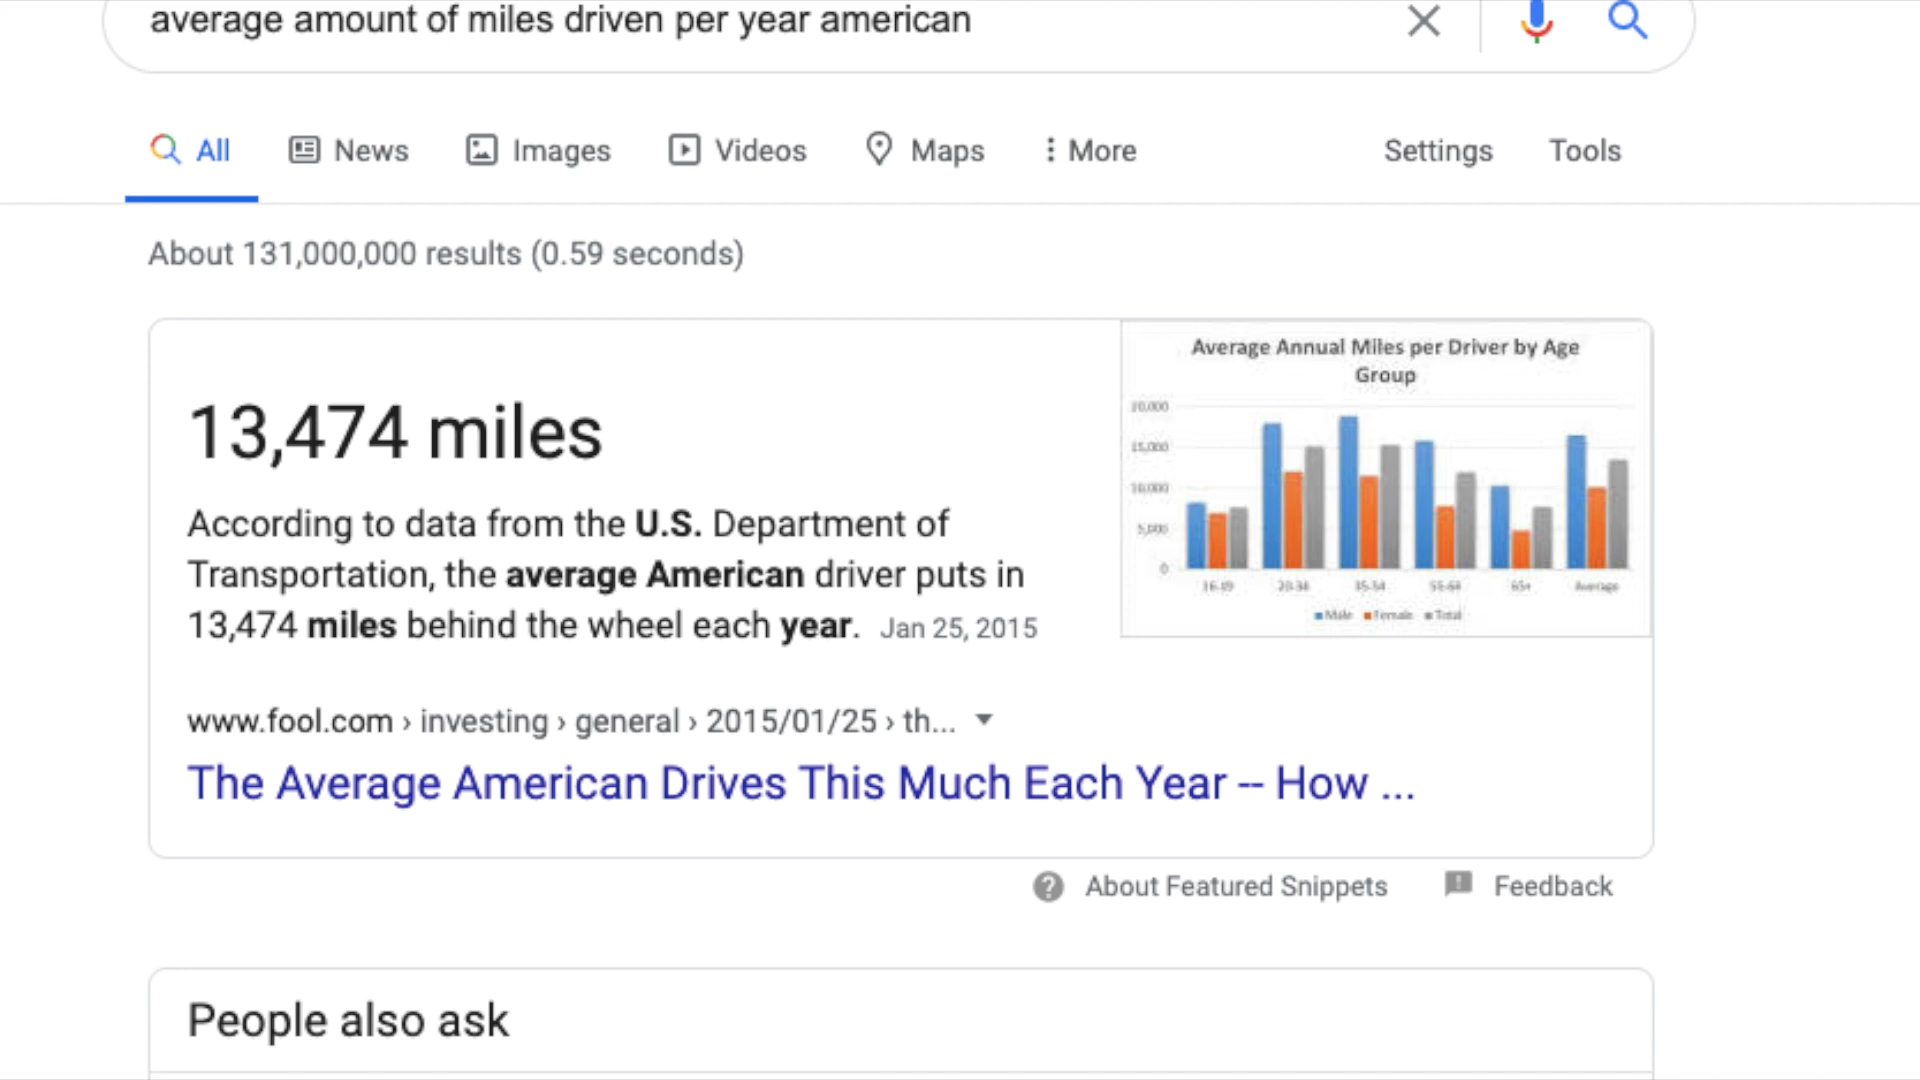 average amount of miles driven per year american
All News Images Videos Maps More Settings Tools
About 131,000,000 results (0.59 seconds)
13,474 miles
According to data from the U.S. Department of
Transportation, the average American driver puts in
13,474 miles behind the wheel each year. Jan 25, 2015
www.fool.com › investing › general › 2015/01/25 › th...
The Average American Drives This Much Each Year -- How ...
Average Annual Miles per Driver by Age
Group
20,000
15,000
10,000
5,000
0
16-19 20-34 35-54 55-64 65+ Average
Male Female Total
About Featured Snippets Feedback
People also ask